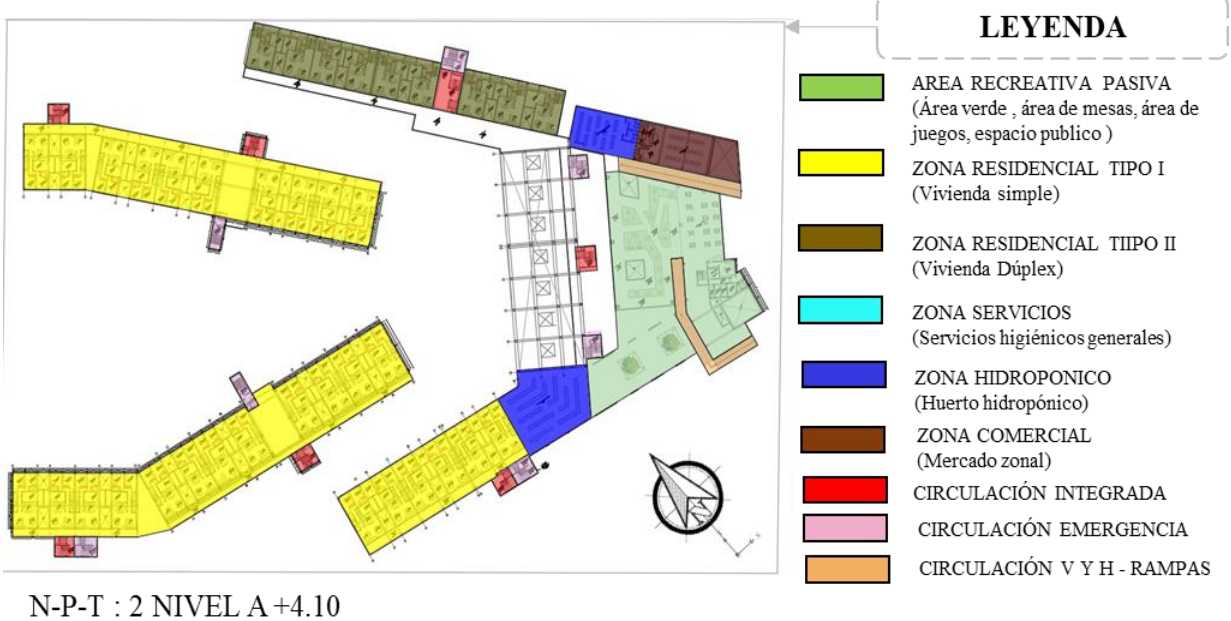 LEYENDA
AREA RECREATIVA PASIVA
(Área verde , área de mesas, área de
juegos, espacio publico )
ZONA RESIDENCIAL TIPO I
(Vivienda simple)
ZONA RESIDENCIAL TIIPO II
(Vivienda Dúplex)
ZONA SERVICIOS
(Servicios higiénicos generales)
ZONA HIDROPONICO
(Huerto hidropónico)
ZONA COMERCIAL
(Mercado zonal)
CIRCULACIÓN INTEGRADA
CIRCULACIÓN EMERGENCIA
CIRCULACIÓN V Y H - RAMPAS
N-P-T : 2 NIVEL A +4.10